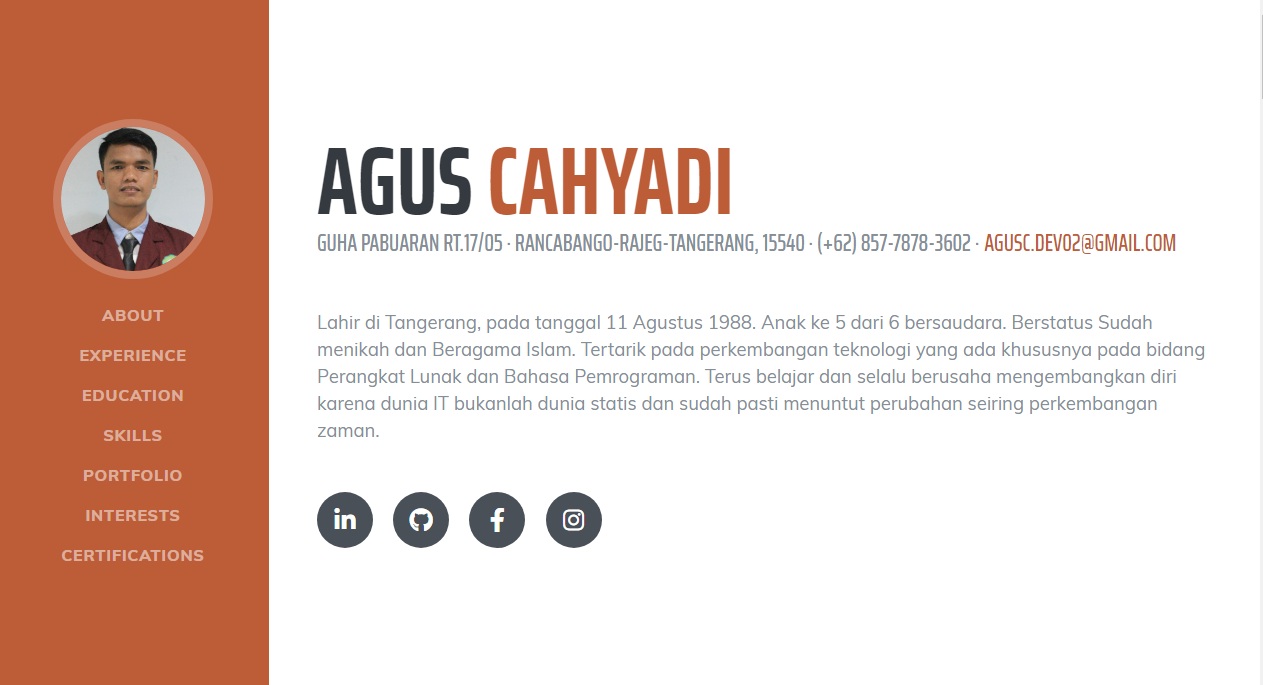 ABOUT
EXPERIENCE
EDUCATION
SKILLS
PORTFOLIO
INTERESTS
CERTIFICATIONS
AGUS CAHYADI
GUHA PABUARAN RT.17/05 · RANCABANGO-RAJEG-TANGERANG, 15540 · (+62) 857-7878-3602 · AGUSC.DEV02@GMAIL.COM
Lahir di Tangerang, pada tanggal 11 Agustus 1988. Anak ke 5 dari 6 bersaudara. Berstatus Sudah
menikah dan Beragama Islam. Tertarik pada perkembangan teknologi yang ada khususnya pada bidang
Perangkat Lunak dan Bahasa Pemrograman. Terus belajar dan selalu berusaha mengembangkan diri
karena dunia IT bukanlah dunia statis dan sudah pasti menuntut perubahan seiring perkembangan
zaman.